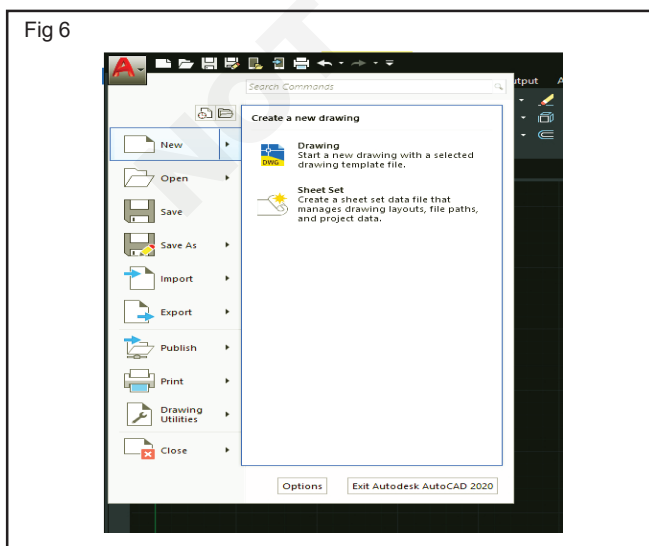 Fig 6
A
Search Commands
utput
A
Create a new drawing
New
Drawing
Start a new drawing with a selected
drawing template file.
DWG
Open
Sheet Set
Create a sheet set data file that
manages drawing layouts, file paths,
and project data.
Save
Save As
Import
Export
Publish
Print
Drawing
Utilities
Close
Options
Exit Autodesk AutoCAD 2020
NOT